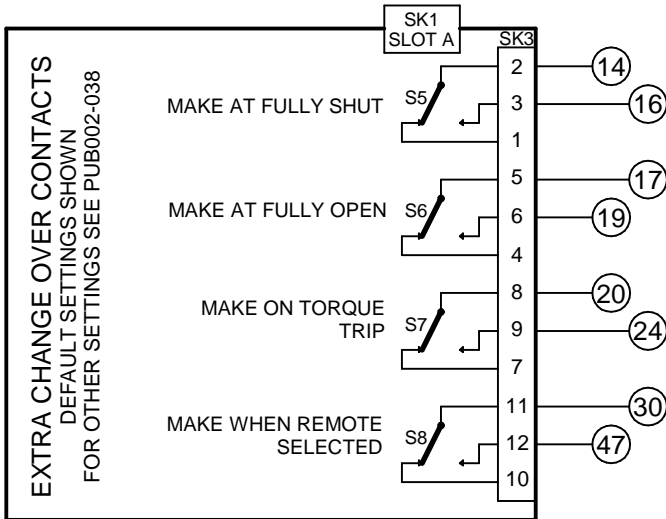 SK1
SLOT A
SK3
EXTRA CHANGE OVER CONTACTS
DEFAULT SETTINGS SHOWN
FOR OTHER SETTINGS SEE PUB002-038
MAKE AT FULLY SHUT
S5
2
14
3
16
1
MAKE AT FULLY OPEN
S6
5
17
6
19
4
MAKE ON TORQUE
TRIP
S7
8
20
9
24
7
MAKE WHEN REMOTE
SELECTED
S8
11
30
12
47
10